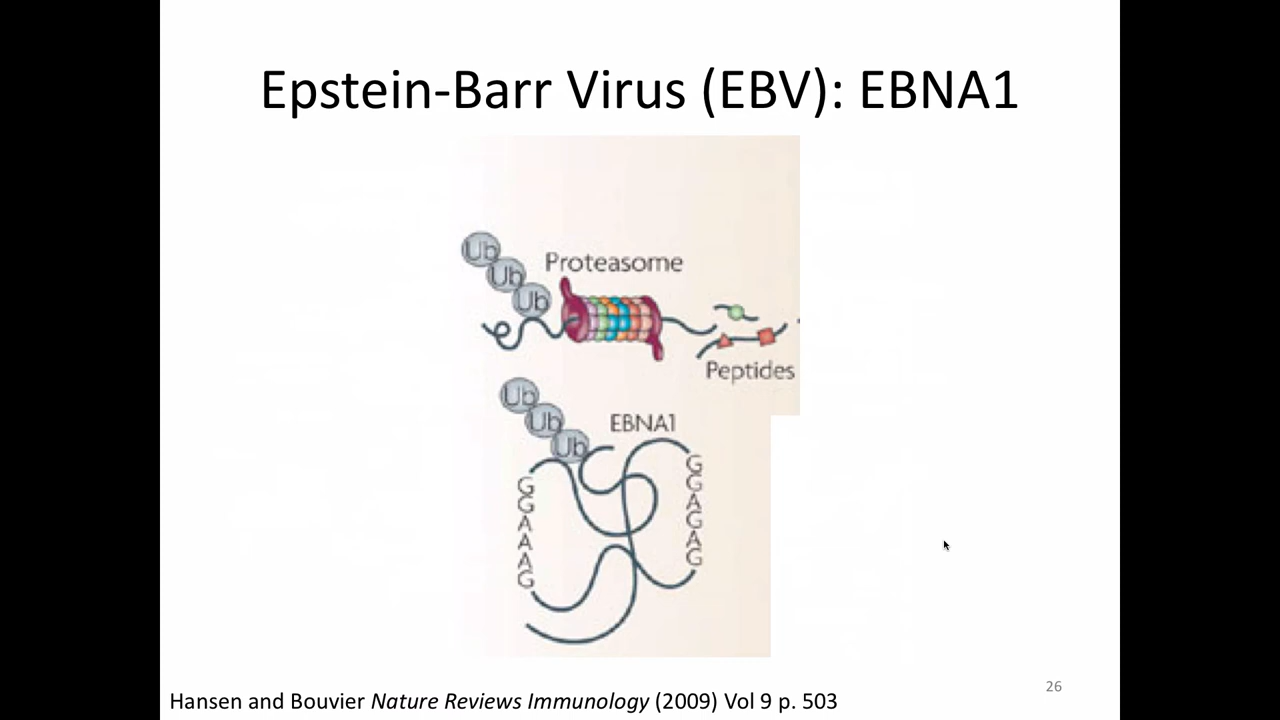 Epstein-Barr Virus (EBV): EBNA1
Ub
Ub
Ub
Proteasome
Peptides
Ub
Ub
Ub
EBNA1
G
G
A
A
A
G
G
G
A
G
A
G
Hansen and Bouvier Nature Reviews Immunology (2009) Vol 9 p. 503
26